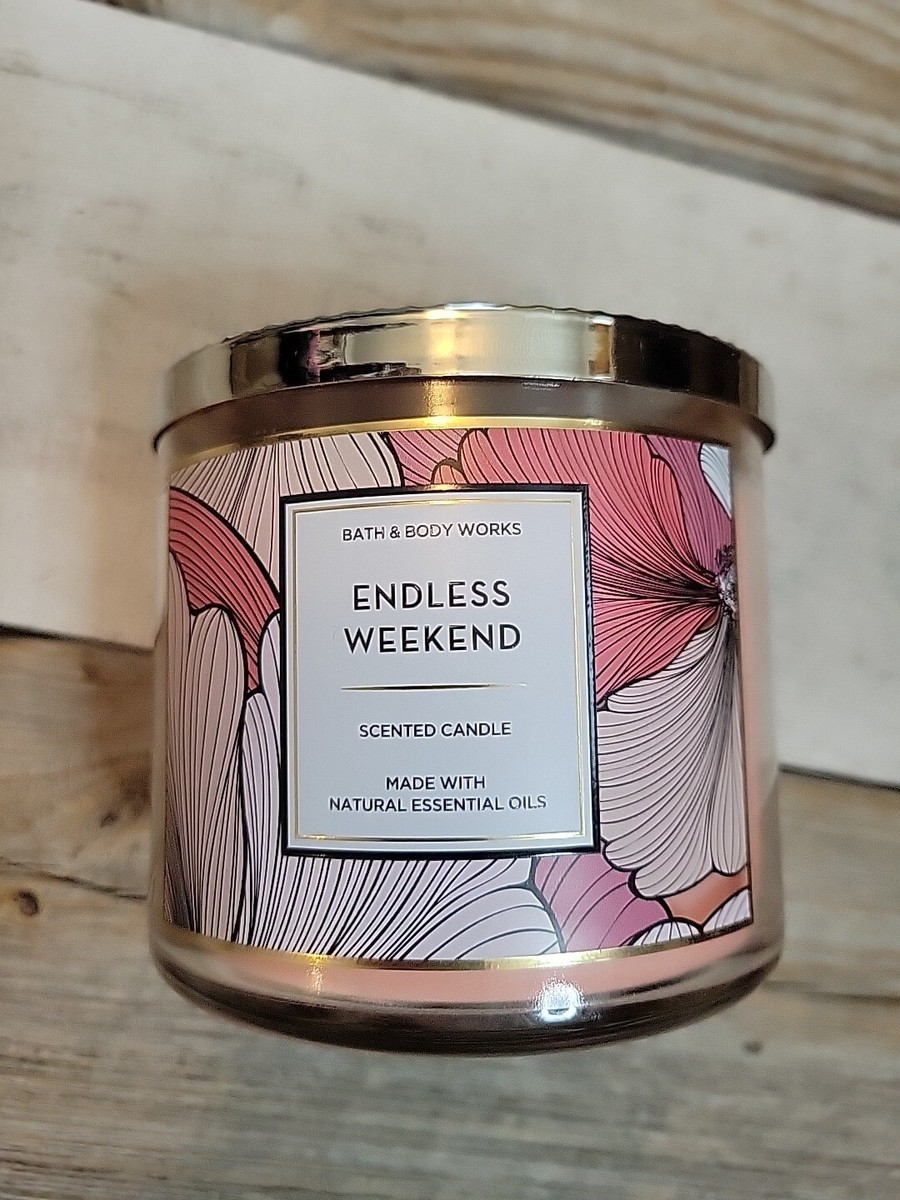 BATH & BODY WORKS
ENDLESS
WEEKEND
SCENTED CANDLE
MADE WITH
NATURAL ESSENTIAL OILS